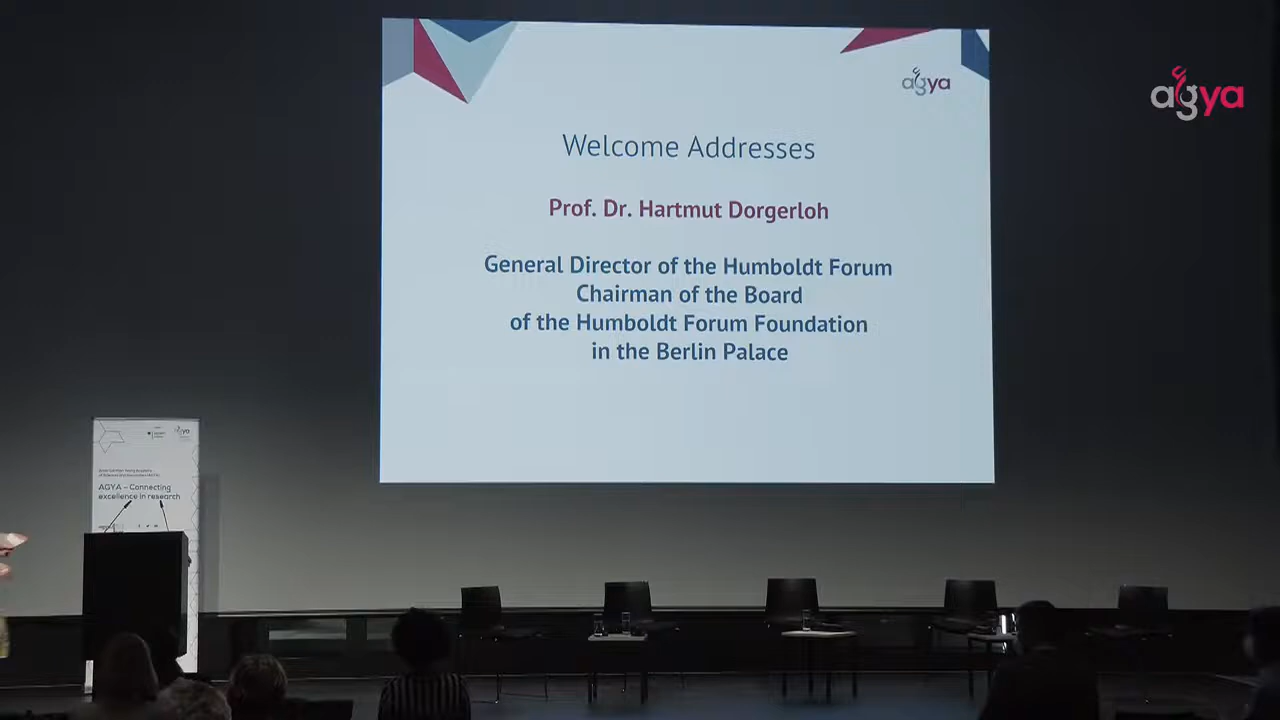 agya
Welcome Addresses
Prof. Dr. Hartmut Dorgerloh
General Director of the Humboldt Forum
Chairman of the Board
of the Humboldt Forum Foundation
in the Berlin Palace
agya
AGYA – Connecting
excellence in research